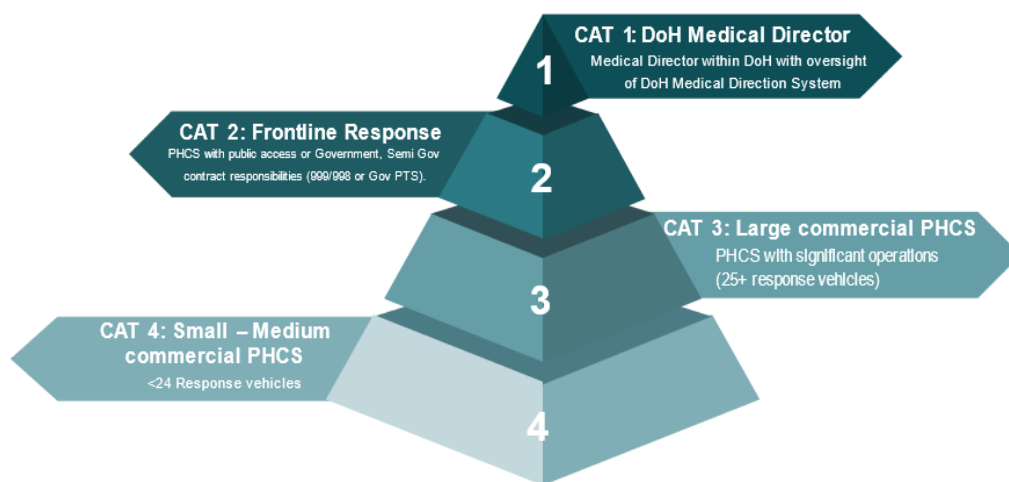 CAT 1: DoH Medical Director
Medical Director within DoH with oversight
of DoH Medical Direction System
1
CAT 2: Frontline Response
PHCS with public access or Government, Semi Gov
contract responsibilities (999/998 or Gov PTS).
2
CAT 3: Large commercial PHCS
PHCS with significant operations
(25+ response vehicles)
3
CAT 4: Small – Medium
commercial PHCS
<24 Response vehicles
4